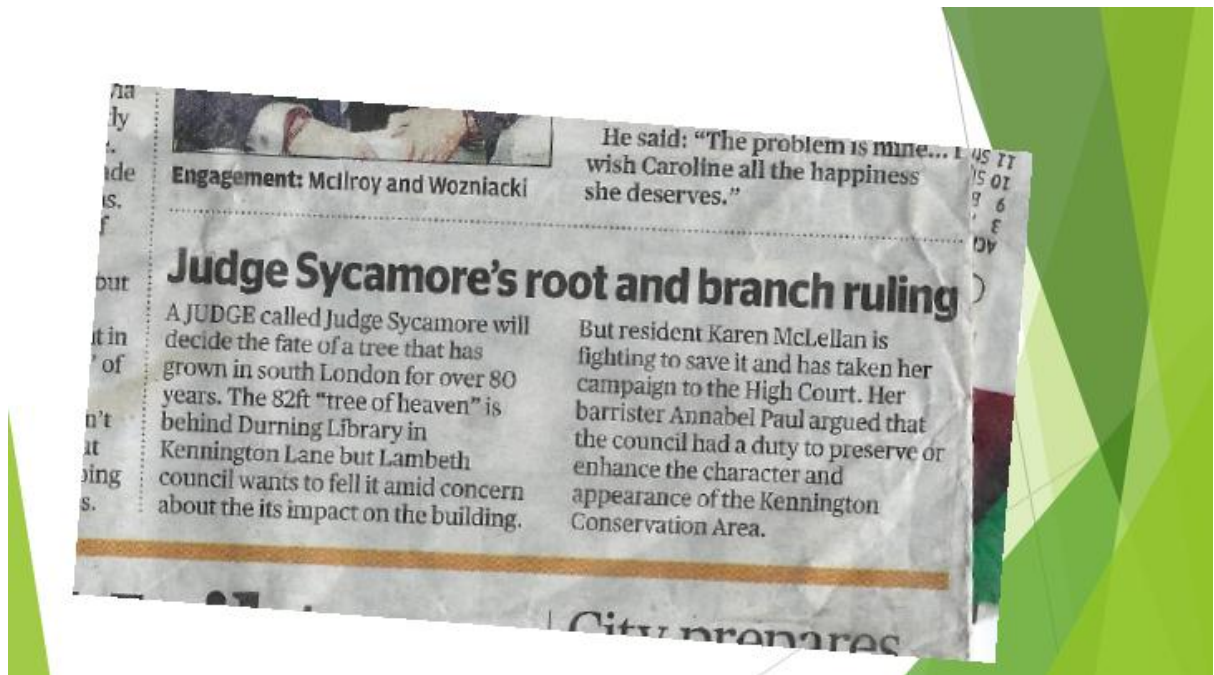 ly
in
of
n't
s.
He said: “The problem is mine... I
wish Caroline all the happiness
she deserves.”
Engagement: McIlroy and Wozniacki
Judge Sycamore’s root and branch ruling
A JUDGE called Judge Sycamore will
decide the fate of a tree that has
grown in south London for over 80
years. The 82ft “tree of heaven” is
behind Durning Library in
Kennington Lane but Lambeth
council wants to fell it amid concern
about the its impact on the building.
But resident Karen McLellan is
fighting to save it and has taken her
campaign to the High Court. Her
barrister Annabel Paul argued that
the council had a duty to preserve or
enhance the character and
appearance of the Kennington
Conservation Area.
City prepares